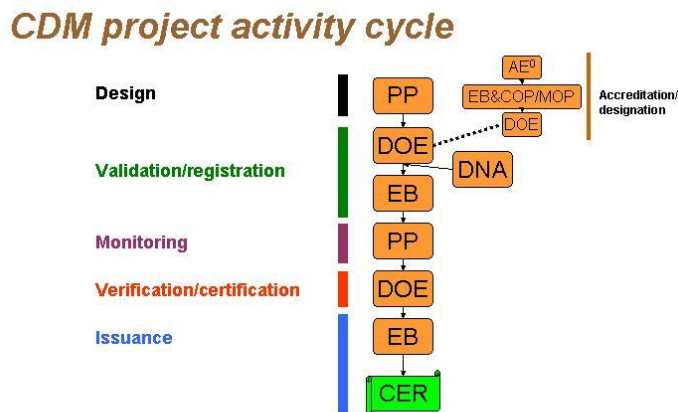 CDM project activity cycle
Design
PP
AE⁰
EB&COP/MOP
DOE
Accreditation/
designation
Validation/registration
DOE
DNA
EB
Monitoring
PP
Verification/certification
DOE
Issuance
EB
CER